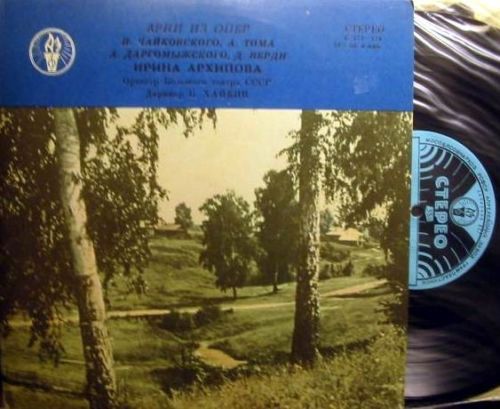 АРИИ ИЗ ОПЕР
П. ЧАЙКОВСКОГО, А. ТОМА
А. ДАРГОМЫЖСКОГО, Д. ВЕРДИ
ИРИНА АРХИПОВА
Оркестр Большого театра СССР
Дирижер Б. ХАЙКИН
СТЕРЕО
СТЕРЕО